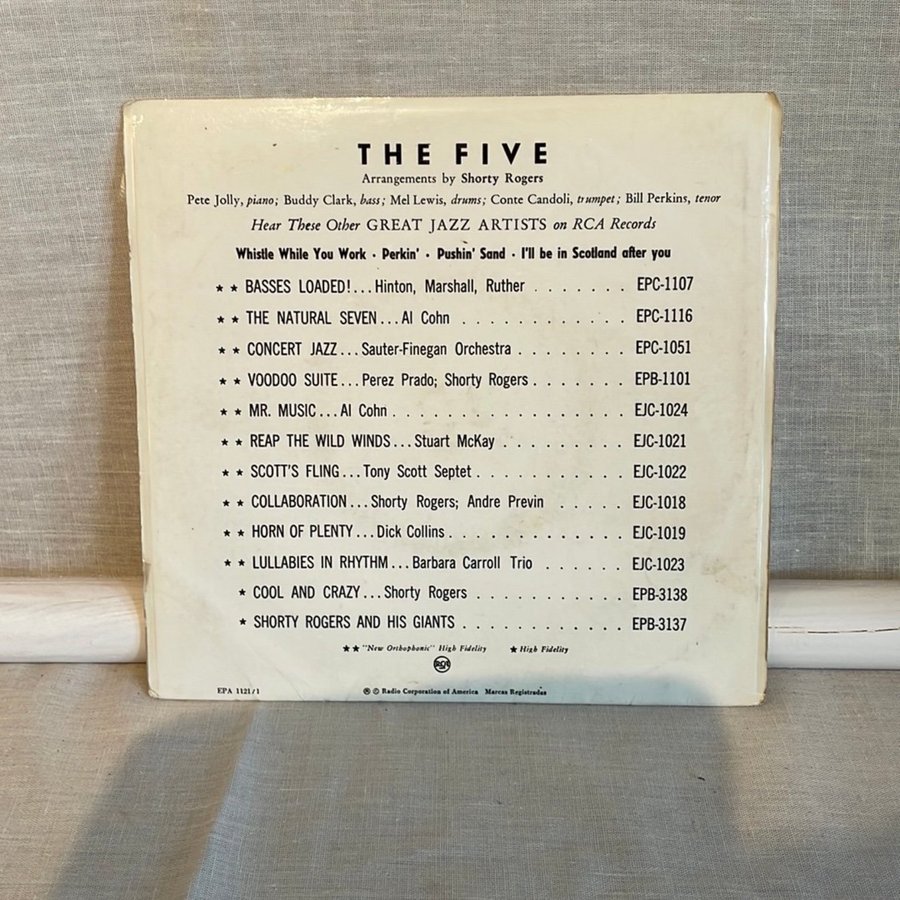 THE FIVE
Arrangements by Shorty Rogers
Pete Jolly, piano; Buddy Clark, bass; Mel Lewis, drums; Conte Candoli, trumpet; Bill Perkins, tenor
Hear These Other GREAT JAZZ ARTISTS on RCA Records
Whistle While You Work · Perkin' · Pushin' Sand · I'll be in Scotland after you
★ ★ BASSES LOADED!...Hinton, Marshall, Ruther . . . . . . . EPC-1107
★ ★ THE NATURAL SEVEN...Al Cohn . . . . . . . . . . . . EPC-1116
★ ★ CONCERT JAZZ...Sauter-Finegan Orchestra . . . . . . . . EPC-1051
★ ★ VOODOO SUITE...Perez Prado; Shorty Rogers . . . . . . . EPB-1101
★ ★ MR. MUSIC...Al Cohn . . . . . . . . . . . . . . . . . EJC-1024
★ ★ REAP THE WILD WINDS...Stuart McKay . . . . . . . . . EJC-1021
★ ★ SCOTT'S FLING...Tony Scott Septet . . . . . . . . . . . EJC-1022
★ ★ COLLABORATION...Shorty Rogers; Andre Previn . . . . . EJC-1018
★ ★ HORN OF PLENTY...Dick Collins . . . . . . . . . . . . . EJC-1019
★ ★ LULLABIES IN RHYTHM...Barbara Carroll Trio . . . . . . EJC-1023
★ COOL AND CRAZY...Shorty Rogers . . . . . . . . . . . EPB-3138
★ SHORTY ROGERS AND HIS GIANTS . . . . . . . . . . . . EPB-3137
★★ "New Orthophonic" High Fidelity ★ High Fidelity
RCA
EPA 1121/1 ® © Radio Corporation of America Marcas Registradas